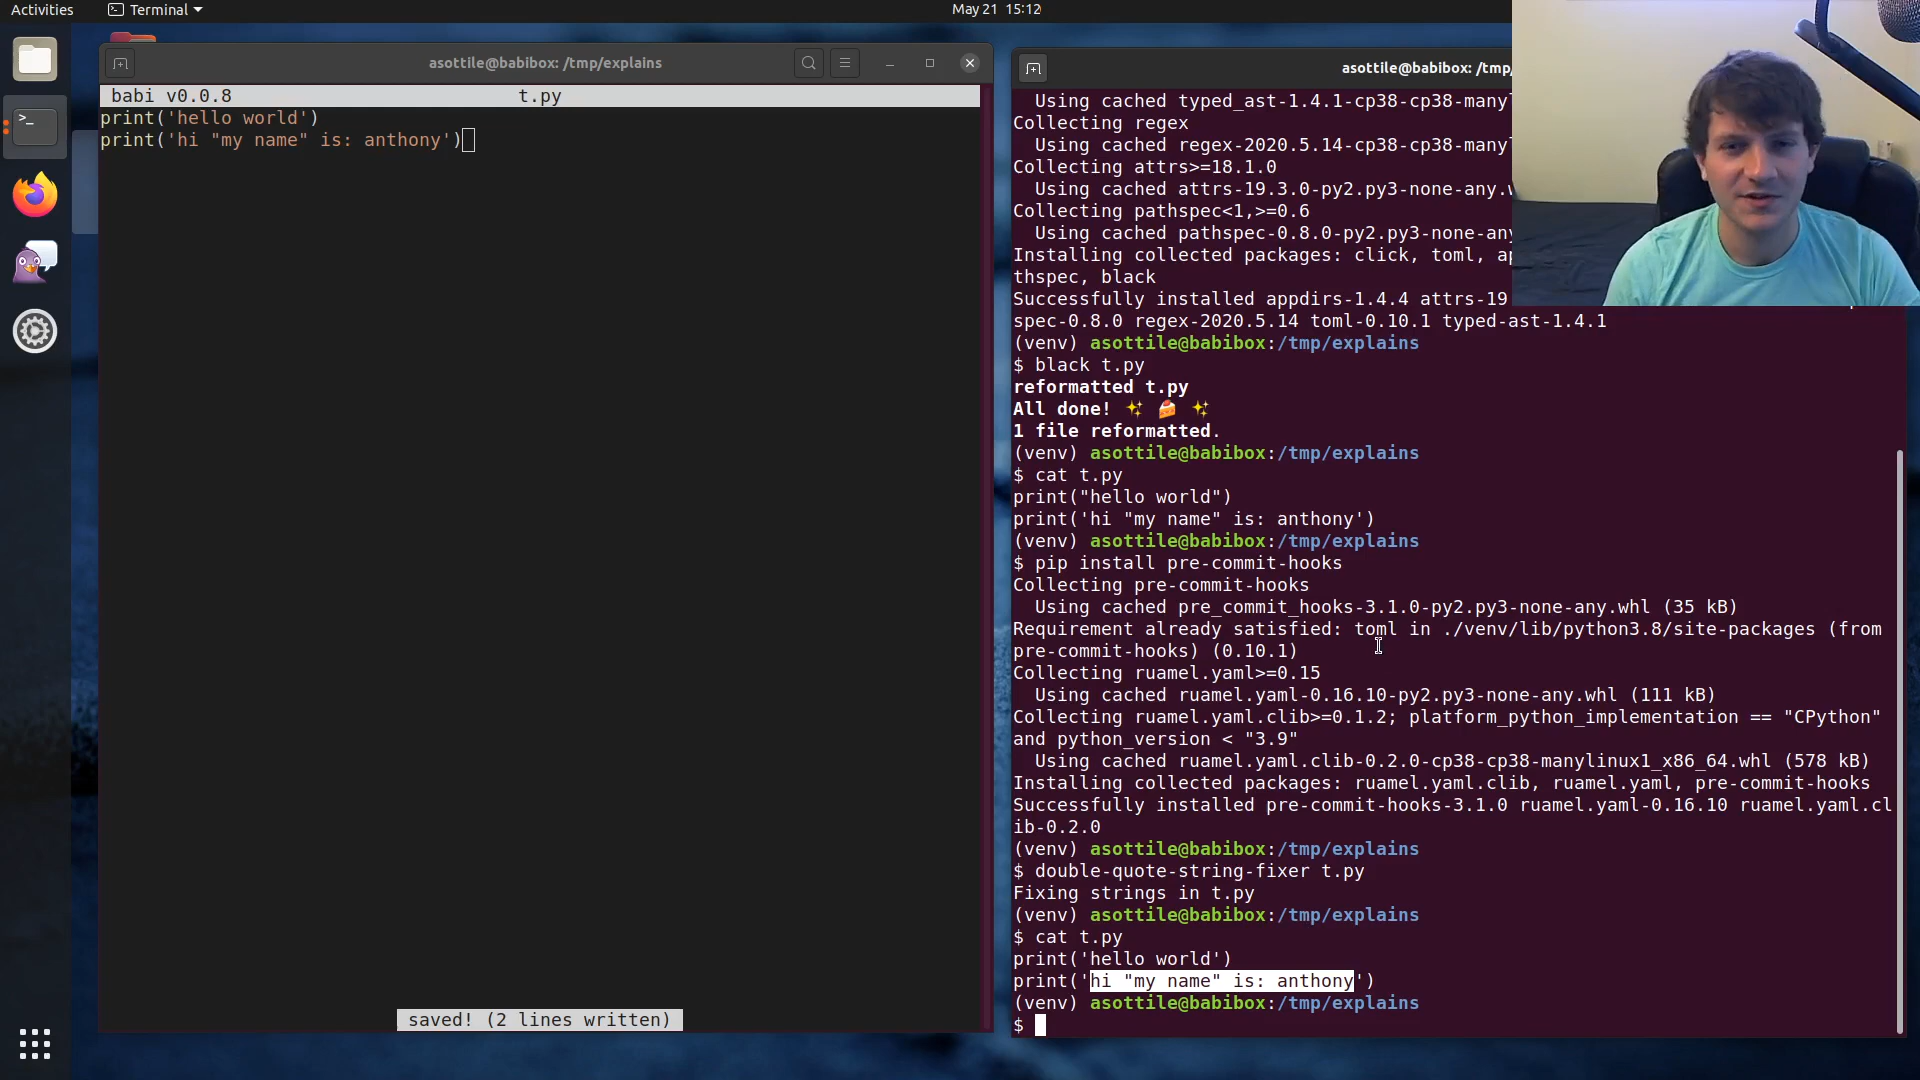 Activities
Terminal
May 21 15:12
asottile@babibox: /tmp/explains
babi v0.0.8
t.py
print('hello world')
print('hi "my name" is: anthony')
saved! (2 lines written)
asottile@babibox: /tmp/
Using cached typed_ast-1.4.1-cp38-cp38-many
Collecting regex
Using cached regex-2020.5.14-cp38-cp38-many
Collecting attrs>=18.1.0
Using cached attrs-19.3.0-py2.py3-none-any.
Collecting pathspec<1,>=0.6
Using cached pathspec-0.8.0-py2.py3-none-any
Installing collected packages: click, toml,
thspec, black
Successfully installed appdirs-1.4.4 attrs-19
spec-0.8.0 regex-2020.5.14 toml-0.10.1 typed-ast-1.4.1
(venv) asottile@babibox:/tmp/explains
$ black t.py
reformatted t.py
All done! ✨ 🍰 ✨
1 file reformatted.
(venv) asottile@babibox:/tmp/explains
$ cat t.py
print("hello world")
print('hi "my name" is: anthony')
(venv) asottile@babibox:/tmp/explains
$ pip install pre-commit-hooks
Collecting pre-commit-hooks
Using cached pre_commit_hooks-3.1.0-py2.py3-none-any.whl (35 kB)
Requirement already satisfied: toml in ./venv/lib/python3.8/site-packages (from
pre-commit-hooks) (0.10.1)
Collecting ruamel.yaml>=0.15
Using cached ruamel.yaml-0.16.10-py2.py3-none-any.whl (111 kB)
Collecting ruamel.yaml.clib>=0.1.2; platform_python_implementation == "CPython"
and python_version < "3.9"
Using cached ruamel.yaml.clib-0.2.0-cp38-cp38-manylinux1_x86_64.whl (578 kB)
Installing collected packages: ruamel.yaml.clib, ruamel.yaml, pre-commit-hooks
Successfully installed pre-commit-hooks-3.1.0 ruamel.yaml-0.16.10 ruamel.yaml.cl
ib-0.2.0
(venv) asottile@babibox:/tmp/explains
$ double-quote-string-fixer t.py
Fixing strings in t.py
(venv) asottile@babibox:/tmp/explains
$ cat t.py
print('hello world')
print('hi "my name" is: anthony')
(venv) asottile@babibox:/tmp/explains
$